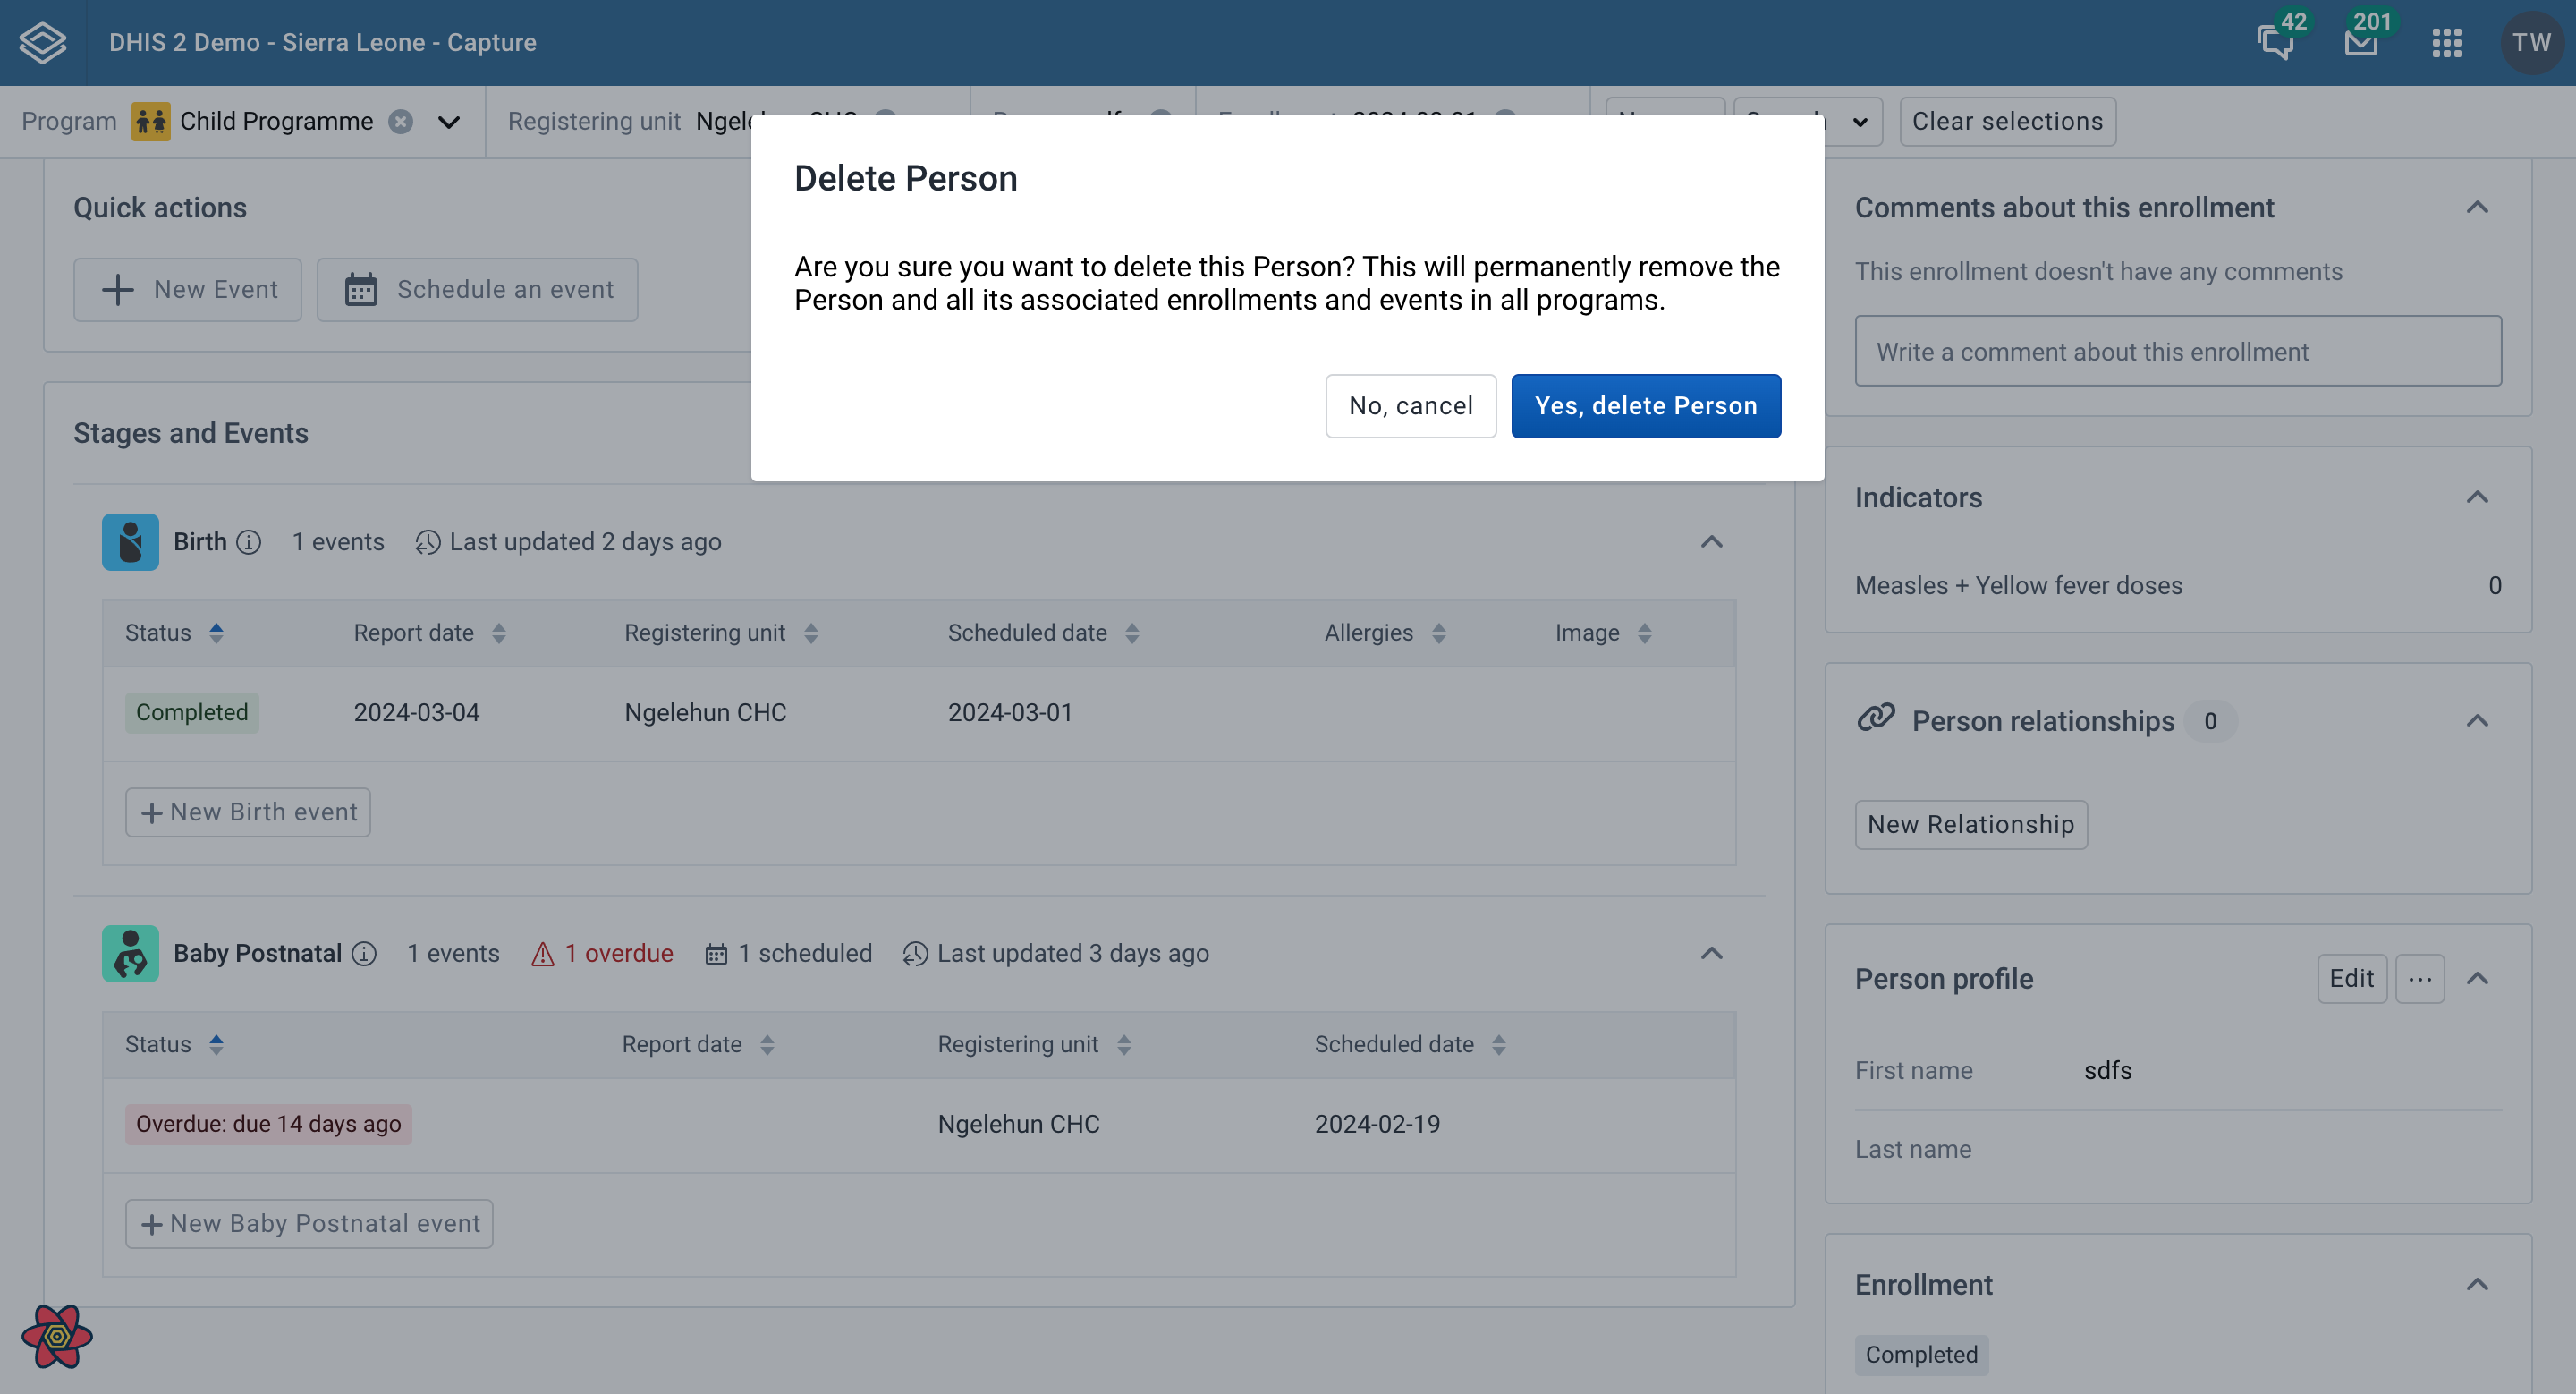 DHIS 2 Demo - Sierra Leone - Capture
42
201
TW
Program Child Programme
Registering unit
Clear selections
Delete Person
Are you sure you want to delete this Person? This will permanently remove the
Person and all its associated enrollments and events in all programs.
No, cancel
Yes, delete Person
Quick actions
New Event
Schedule an event
Stages and Events
Birth 1 events Last updated 2 days ago
Status Report date Registering unit Scheduled date Allergies Image
Completed 2024-03-04 Ngelehun CHC 2024-03-01
New Birth event
Baby Postnatal 1 events 1 overdue 1 scheduled Last updated 3 days ago
Status Report date Registering unit Scheduled date
Overdue: due 14 days ago Ngelehun CHC 2024-02-19
New Baby Postnatal event
Comments about this enrollment
This enrollment doesn't have any comments
Write a comment about this enrollment
Indicators
Measles + Yellow fever doses 0
Person relationships 0
New Relationship
Person profile
Edit
First name sdfs
Last name
Enrollment
Completed